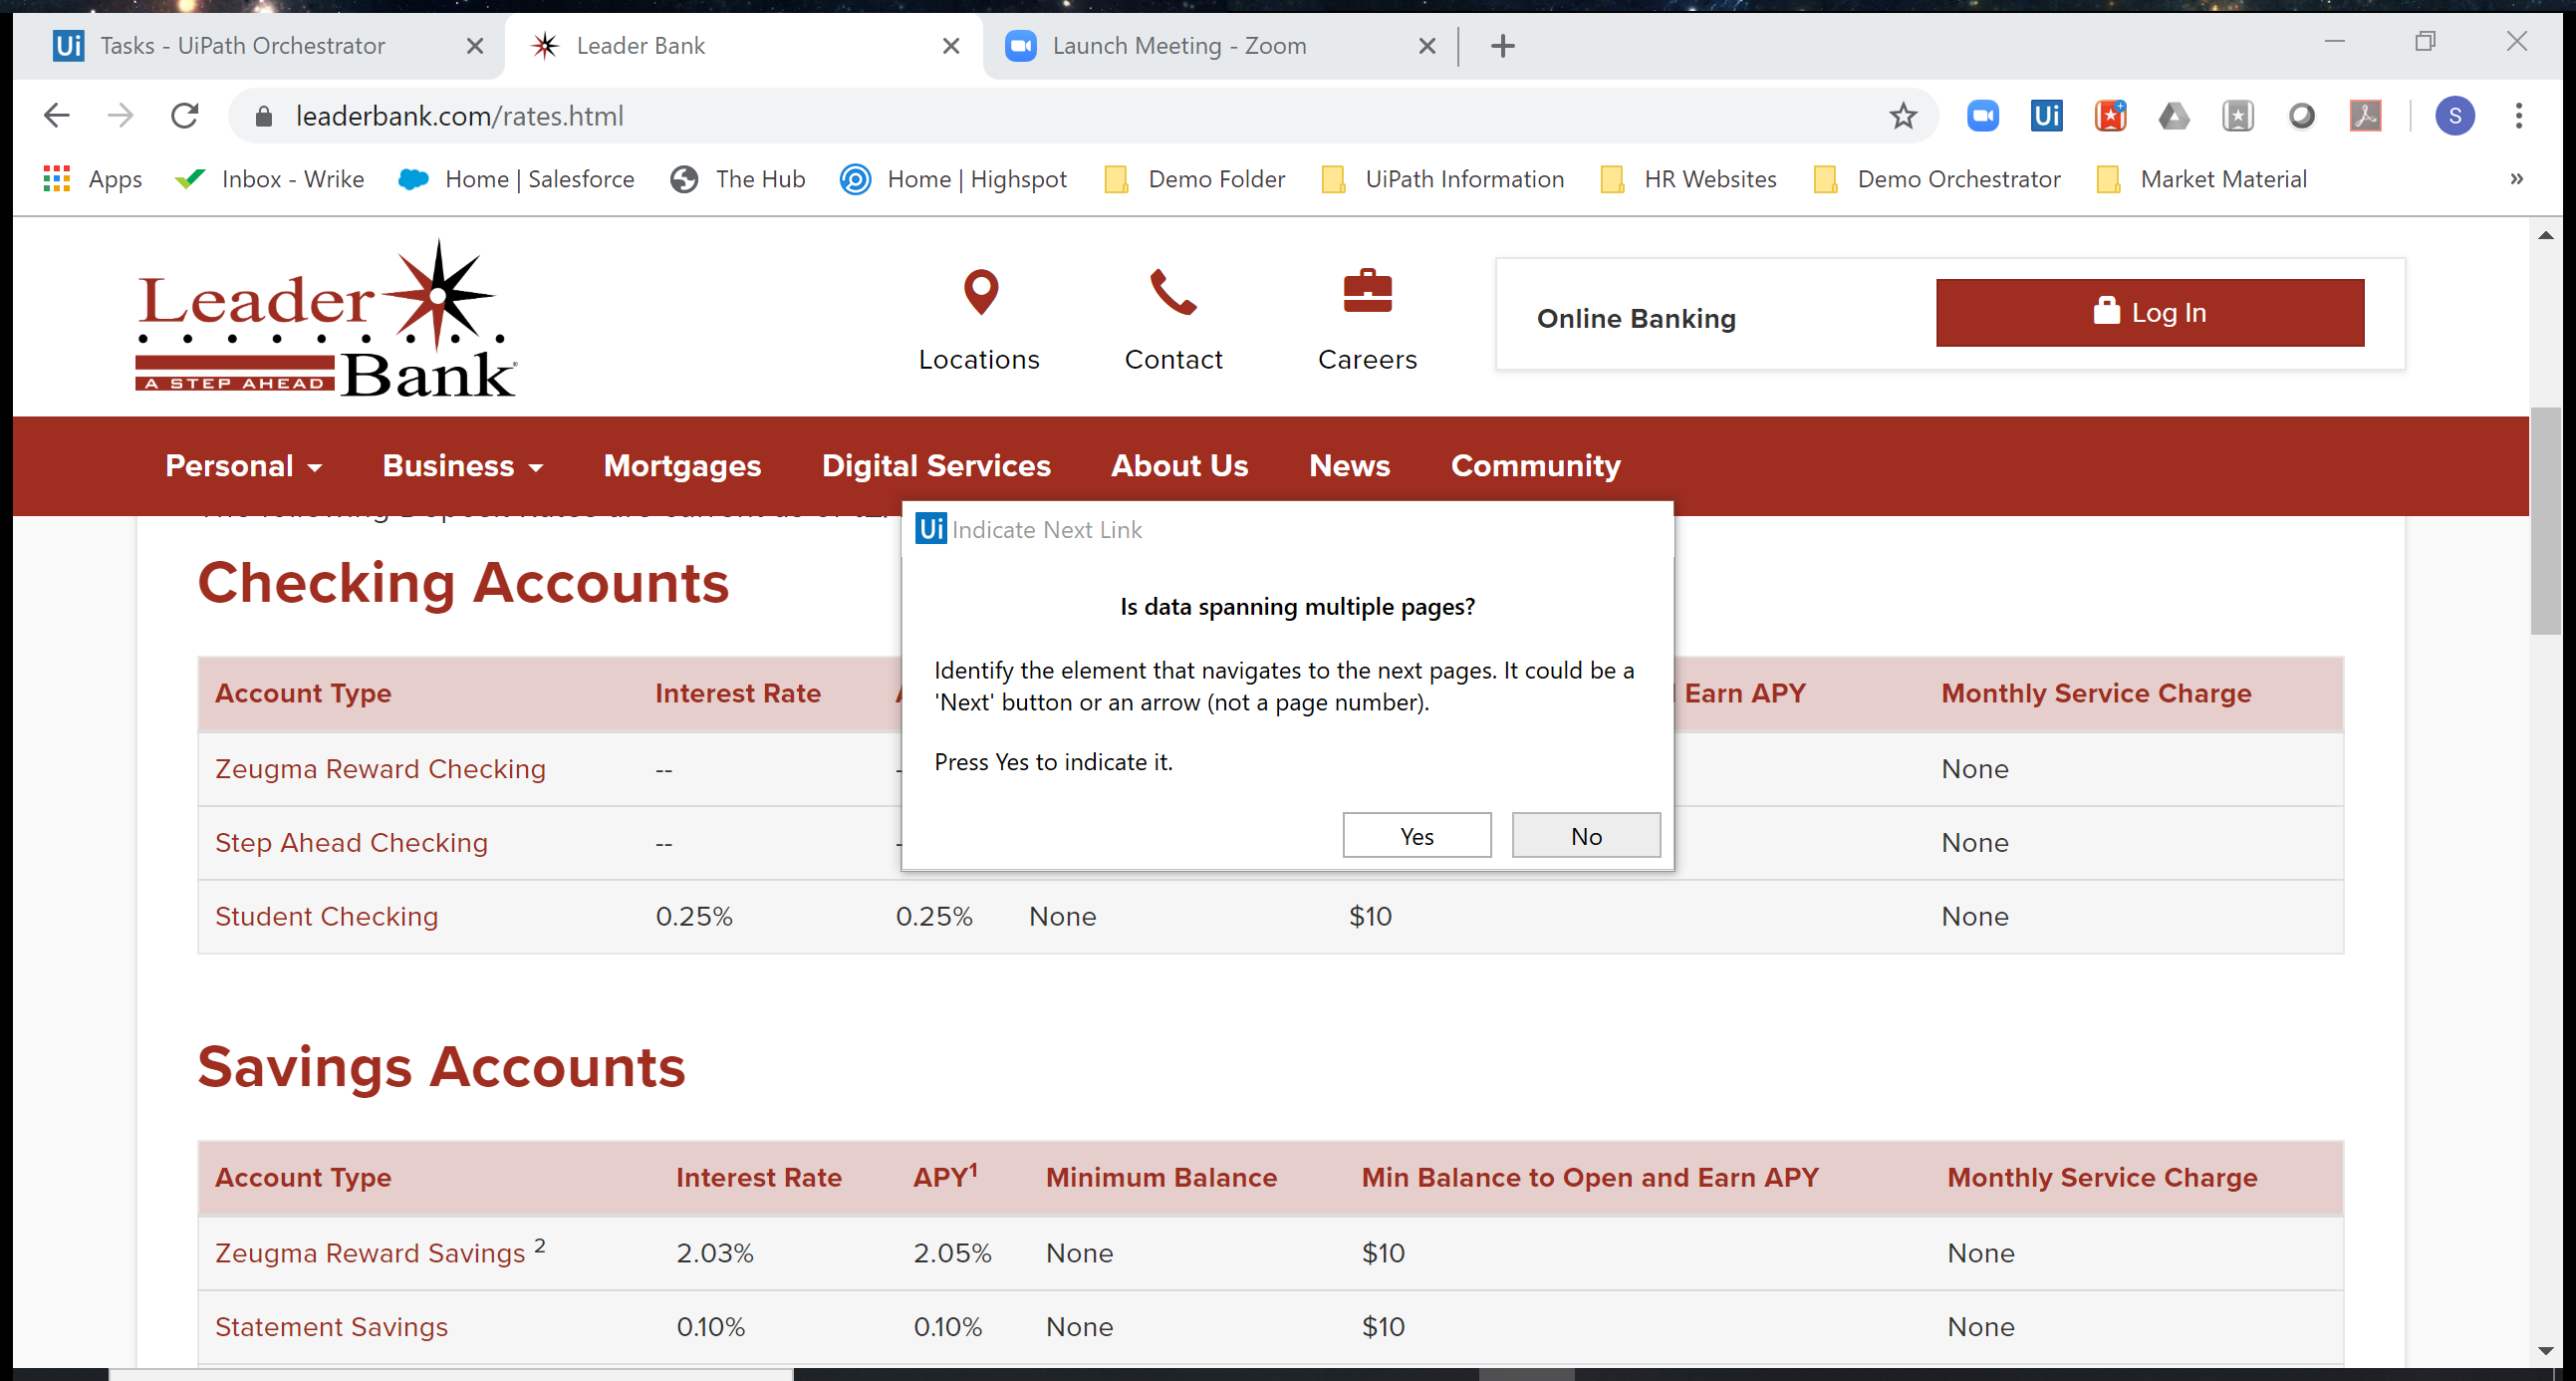 Ui Tasks - UiPath Orchestrator
Leader Bank
Launch Meeting - Zoom
leaderbank.com/rates.html
Ui
S
Apps
Inbox - Wrike
Home | Salesforce
The Hub
Home | Highspot
Demo Folder
UiPath Information
HR Websites
Demo Orchestrator
Market Material
»
Leader
A STEP AHEAD Bank
Locations
Contact
Careers
Online Banking
Log In
Personal
Business
Mortgages
Digital Services
About Us
News
Community
Ui Indicate Next Link
Is data spanning multiple pages?
Identify the element that navigates to the next pages. It could be a
'Next' button or an arrow (not a page number).
Press Yes to indicate it.
Yes
No
Checking Accounts
Account Type Interest Rate Earn APY Monthly Service Charge
Zeugma Reward Checking -- None
Step Ahead Checking -- None
Student Checking 0.25% 0.25% None $10 None
Savings Accounts
Account Type Interest Rate APY1 Minimum Balance Min Balance to Open and Earn APY Monthly Service Charge
Zeugma Reward Savings 2 2.03% 2.05% None $10 None
Statement Savings 0.10% 0.10% None $10 None